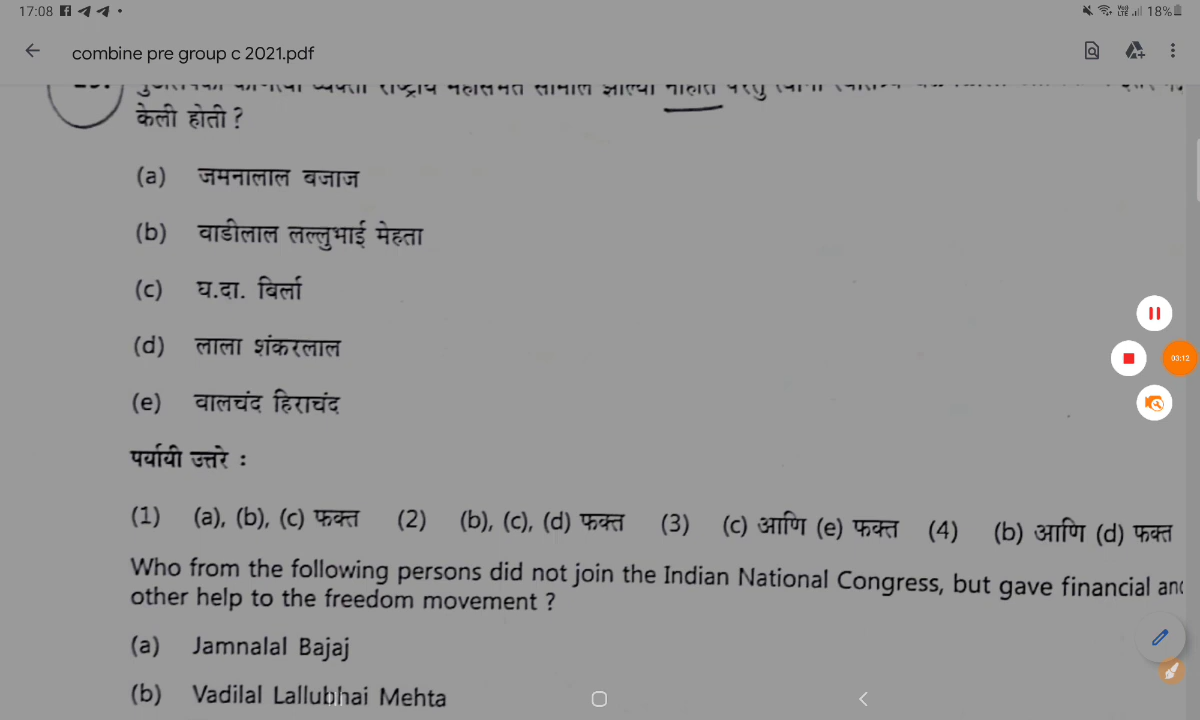 17:08
18%
combine pre group c 2021.pdf
केली होती ?
(a) जमनालाल बजाज
(b) वाडीलाल लल्लुभाई मेहता
(c) घ.दा. बिर्ला
(d) लाला शंकरलाल
(e) वालचंद हिराचंद
पर्यायी उत्तरे :
(1) (a), (b), (c) फक्त (2) (b), (c), (d) फक्त (3) (c) आणि (e) फक्त (4) (b) आणि (d) फक्त
Who from the following persons did not join the Indian National Congress, but gave financial and
other help to the freedom movement ?
(a) Jamnalal Bajaj
(b) Vadilal Lallubhai Mehta
03:12